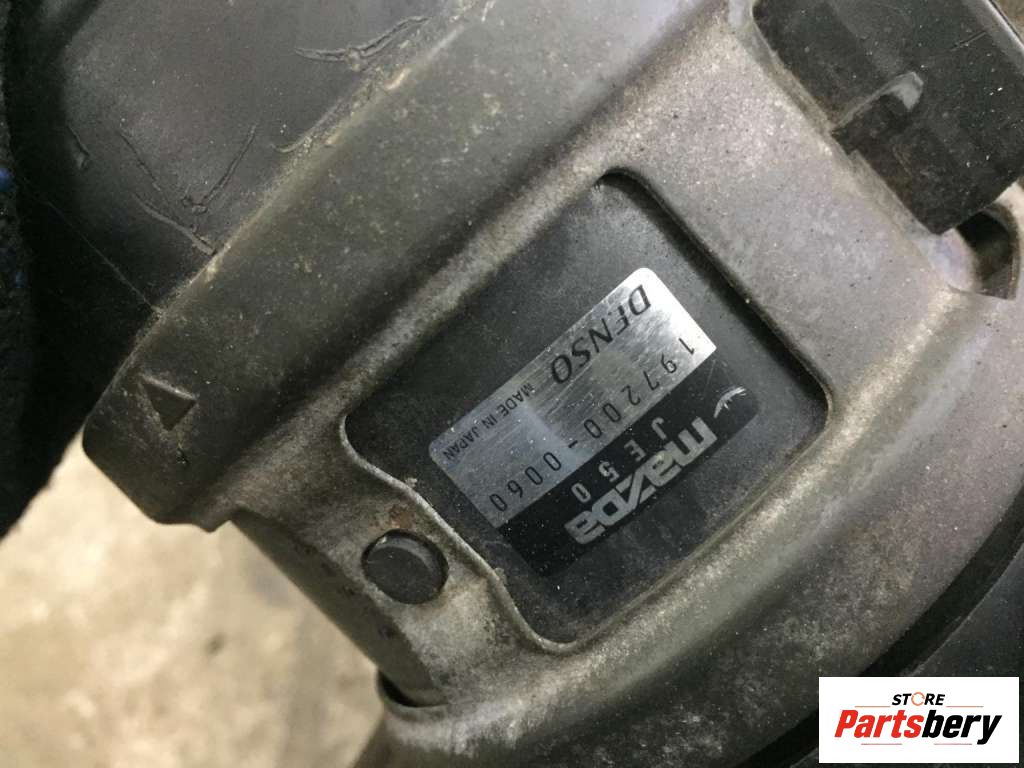 mazda
JE50
197200-0060
DENSO MADE IN JAPAN
STORE
Partsbery